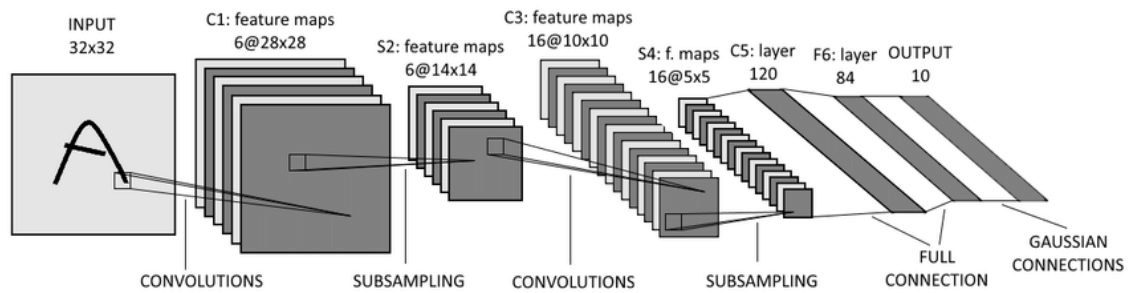 INPUT
32x32
C1: feature maps
6@28x28
S2: feature maps
6@14x14
C3: feature maps
16@10x10
S4: f. maps
16@5x5
C5: layer
120
F6: layer
84
OUTPUT
10
CONVOLUTIONS
SUBSAMPLING
CONVOLUTIONS
SUBSAMPLING
FULL
CONNECTION
GAUSSIAN
CONNECTIONS